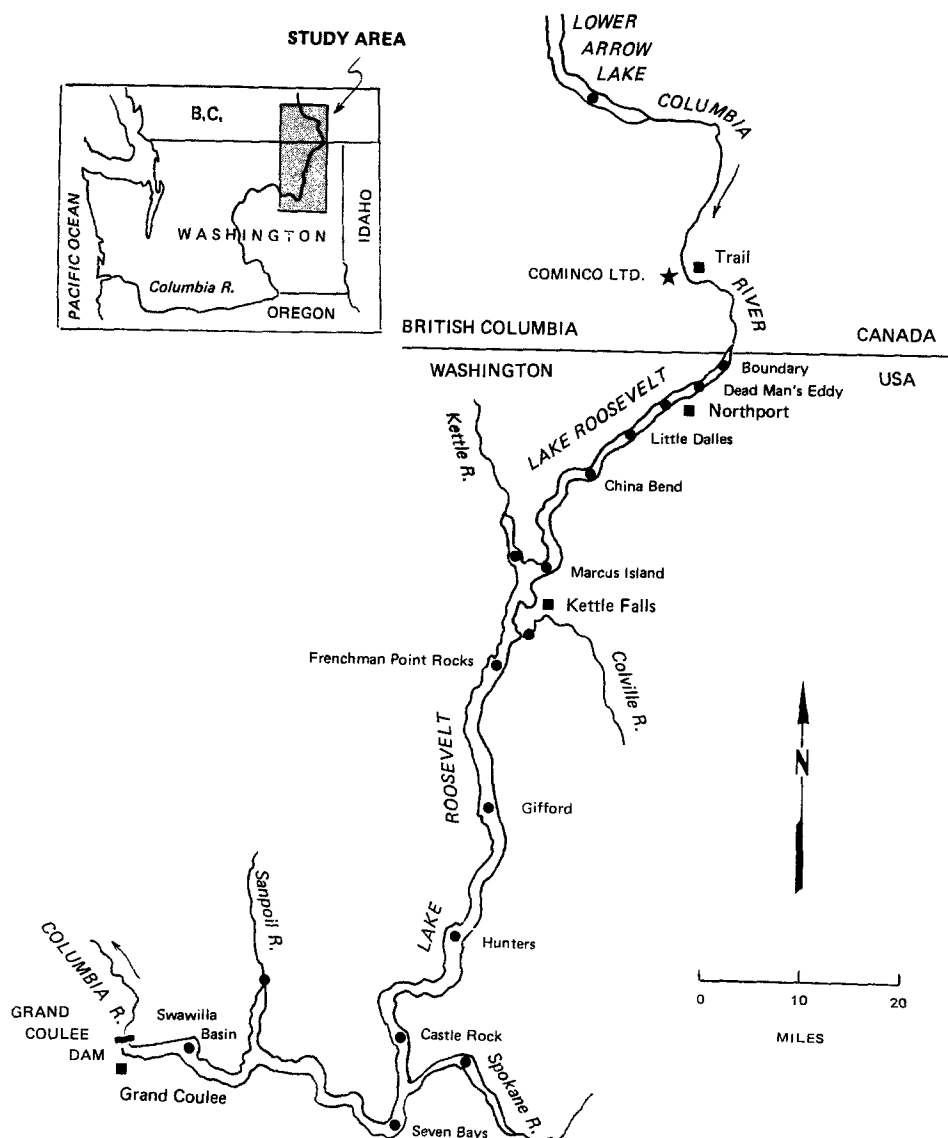 STUDY AREA
B.C.
PACIFIC OCEAN
WASHINGTON
IDAHO
Columbia R.
OREGON
LOWER
ARROW
LAKE
COLUMBIA
RIVER
Trail
COMINCO LTD.
BRITISH COLUMBIA
CANADA
WASHINGTON
USA
Boundary
Dead Man's Eddy
Northport
LAKE ROOSEVELT
Little Dalles
China Bend
Kettle R.
Marcus Island
Kettle Falls
Frenchman Point Rocks
Colville R.
ROOSEVELT
N
Gifford
LAKE
Hunters
Sanpoil R.
COLUMBIA R.
0 10 20
MILES
GRAND
COULEE
DAM
Swawilla
Basin
Castle Rock
Spokane R.
Grand Coulee
Seven Bays